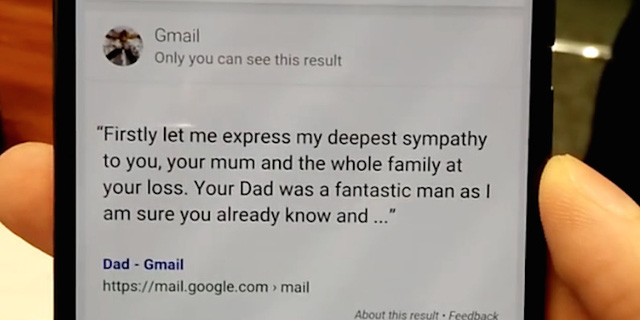 Gmail
Only you can see this result
“Firstly let me express my deepest sympathy
to you, your mum and the whole family at
your loss. Your Dad was a fantastic man as I
am sure you already know and ...”
Dad - Gmail
https://mail.google.com › mail
About this result • Feedback